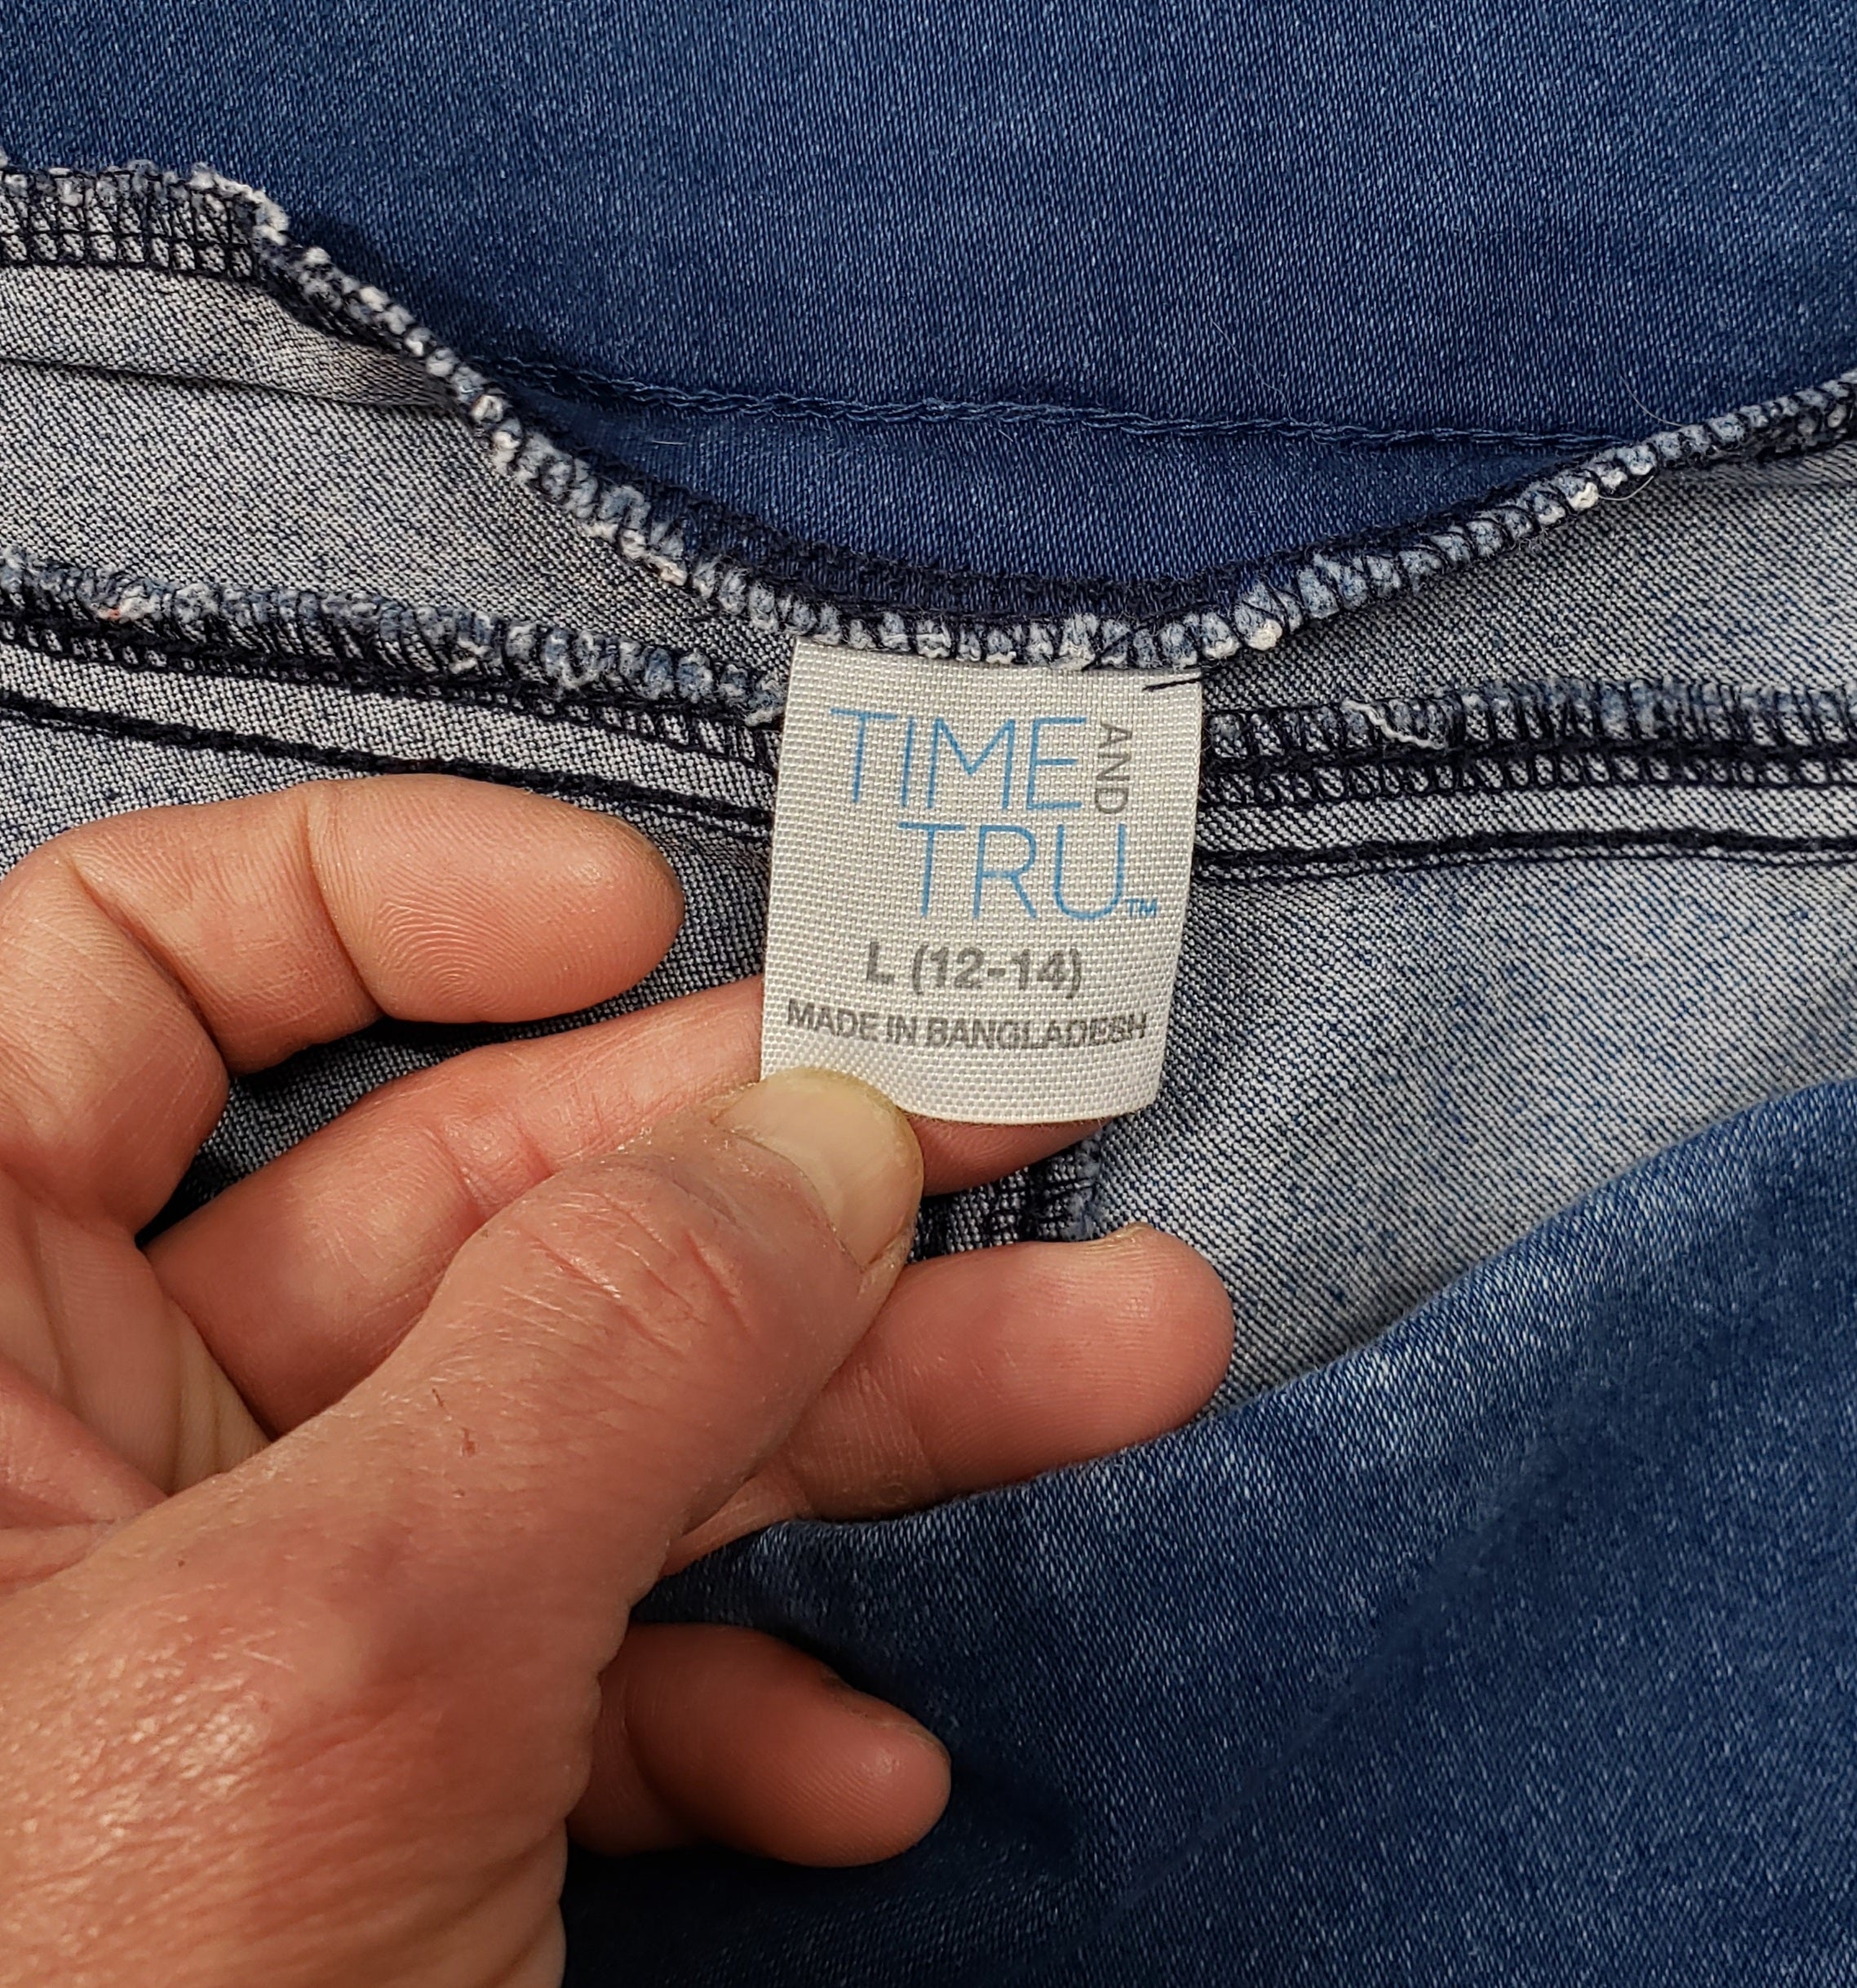 TIME AND
TRU™
L (12-14)
MADE IN BANGLADESH